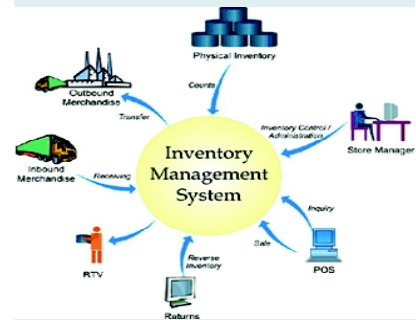 Physical Inventory
Counts
Outbound
Merchandise
Transfer
Inventory Control /
Administration
Store Manager
Inventory
Management
System
Inbound
Merchandise
Receiving
Inquiry
RTV
Reverse
Inventory
Sale
POS
Returns